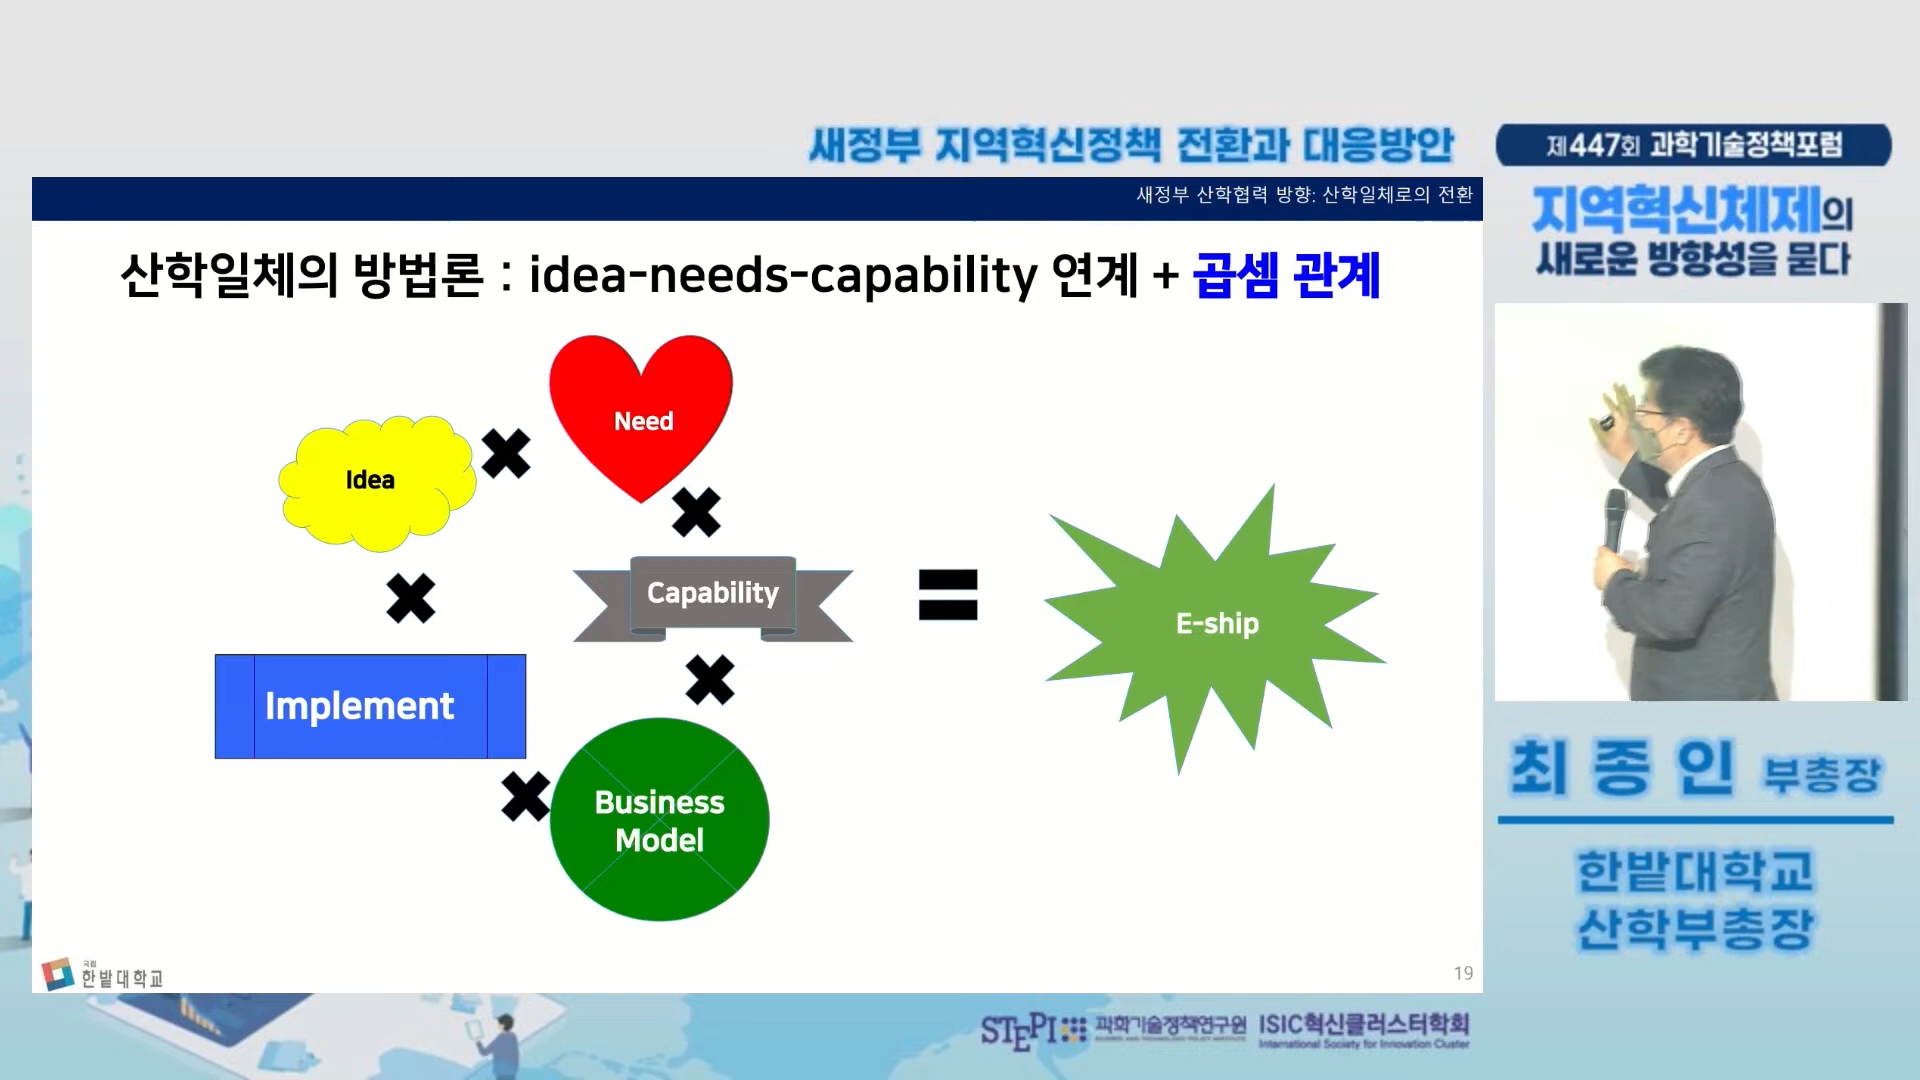 새정부 지역혁신정책 전환과 대응방안
제447회 과학기술정책포럼
지역혁신체제의
새로운 방향성을 묻다
새정부 산학협력 방향: 산학일체로의 전환
산학일체의 방법론 : idea-needs-capability 연계 + 곱셈 관계
Need
Idea
Capability
E-ship
Implement
Business
Model
최종인 부총장
한밭대학교
산학부총장
국립
한밭대학교
19
STEPI 과학기술정책연구원
SCIENCE AND TECHNOLOGY POLICY INSTITUTE
ISIC혁신클러스터학회
International Society for Innovation Cluster